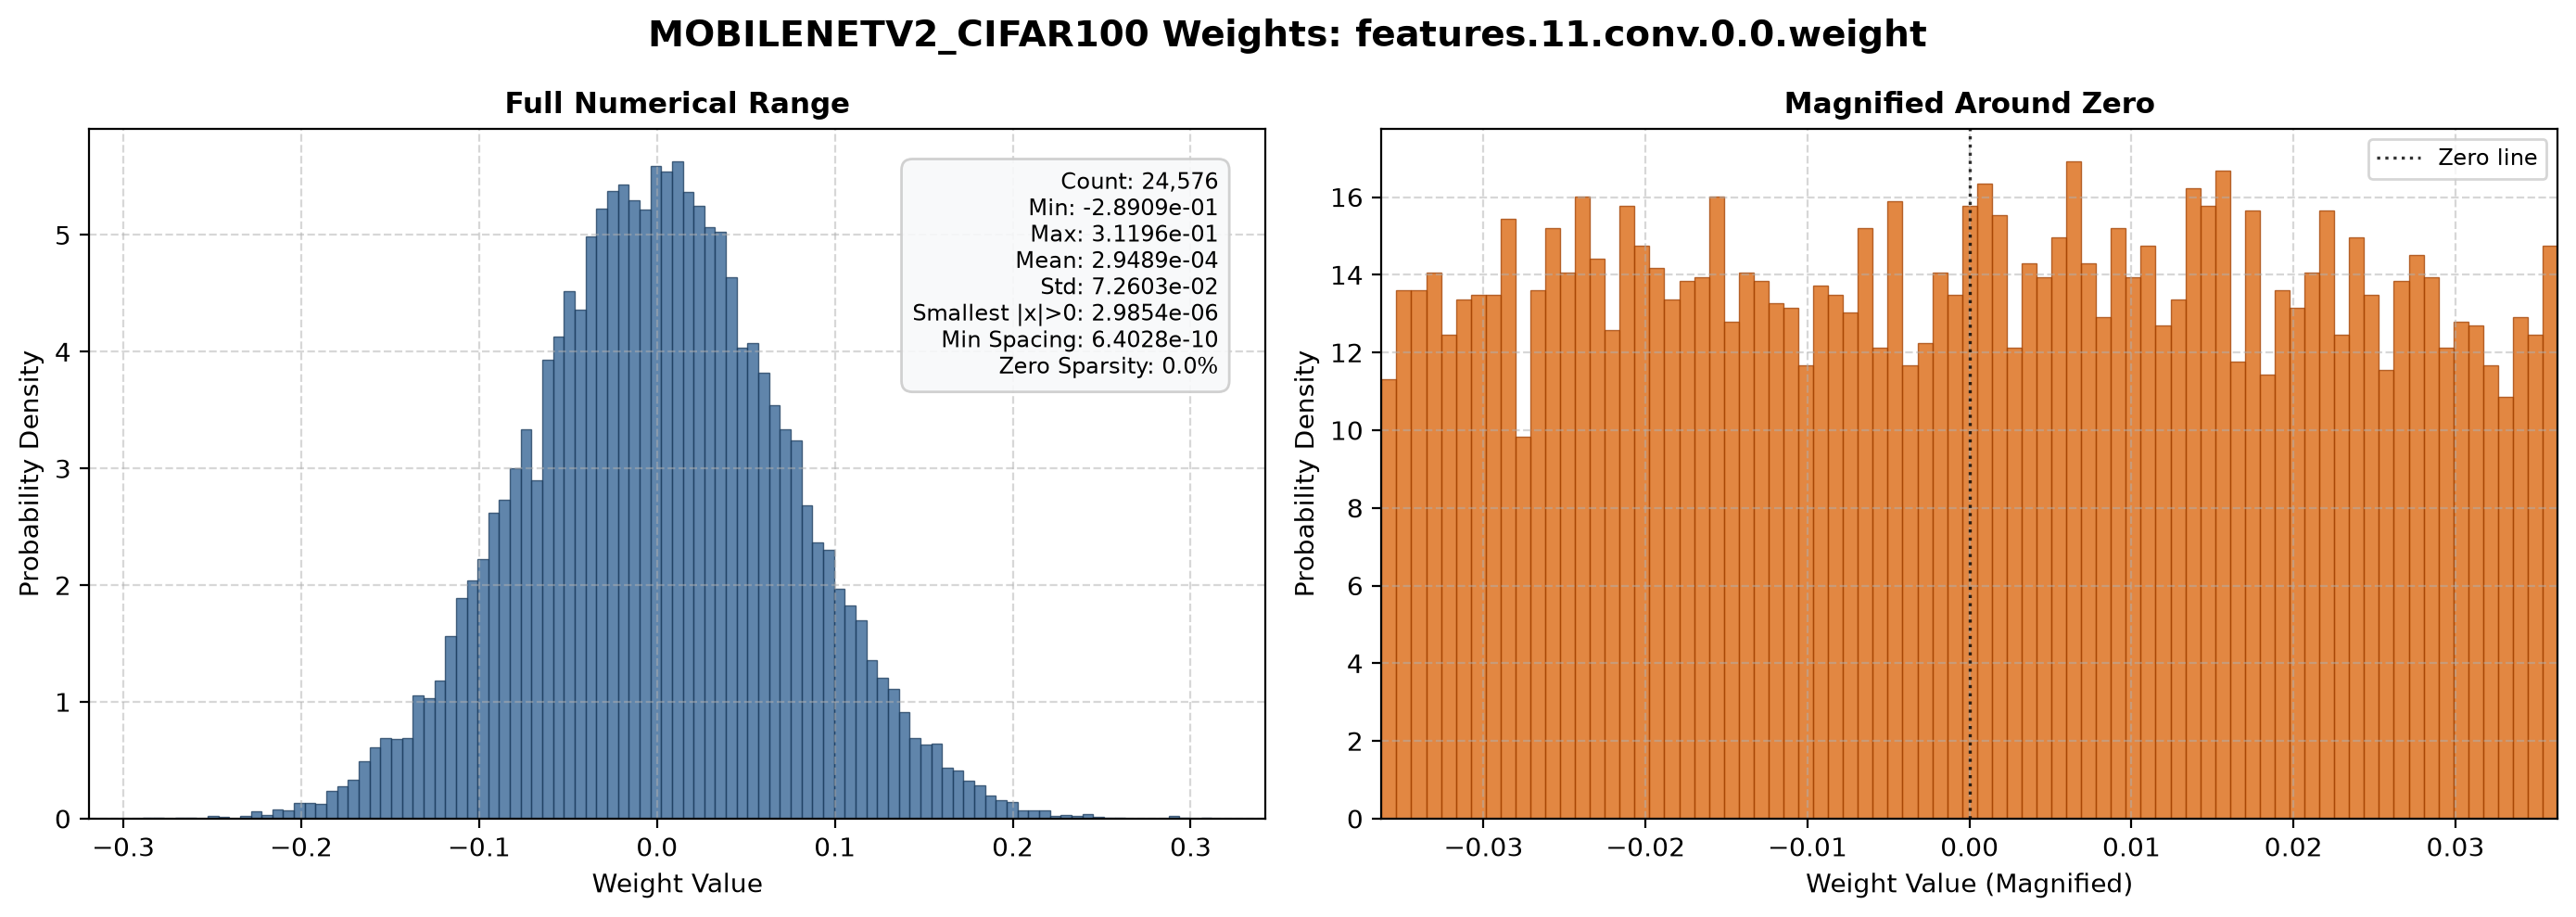 MOBILENETV2_CIFAR100 Weights: features.11.conv.0.0.weight
Full Numerical Range
Probability Density
5
4
3
2
1
0
Count: 24,576
Min: -2.8909e-01
Max: 3.1196e-01
Mean: 2.9489e-04
Std: 7.2603e-02
Smallest |x|>0: 2.9854e-06
Min Spacing: 6.4028e-10
Zero Sparsity: 0.0%
−0.3 −0.2 −0.1 0.0 0.1 0.2 0.3
Weight Value
Magnified Around Zero
Probability Density
16
14
12
10
8
6
4
2
0
Zero line
−0.03 −0.02 −0.01 0.00 0.01 0.02 0.03
Weight Value (Magnified)